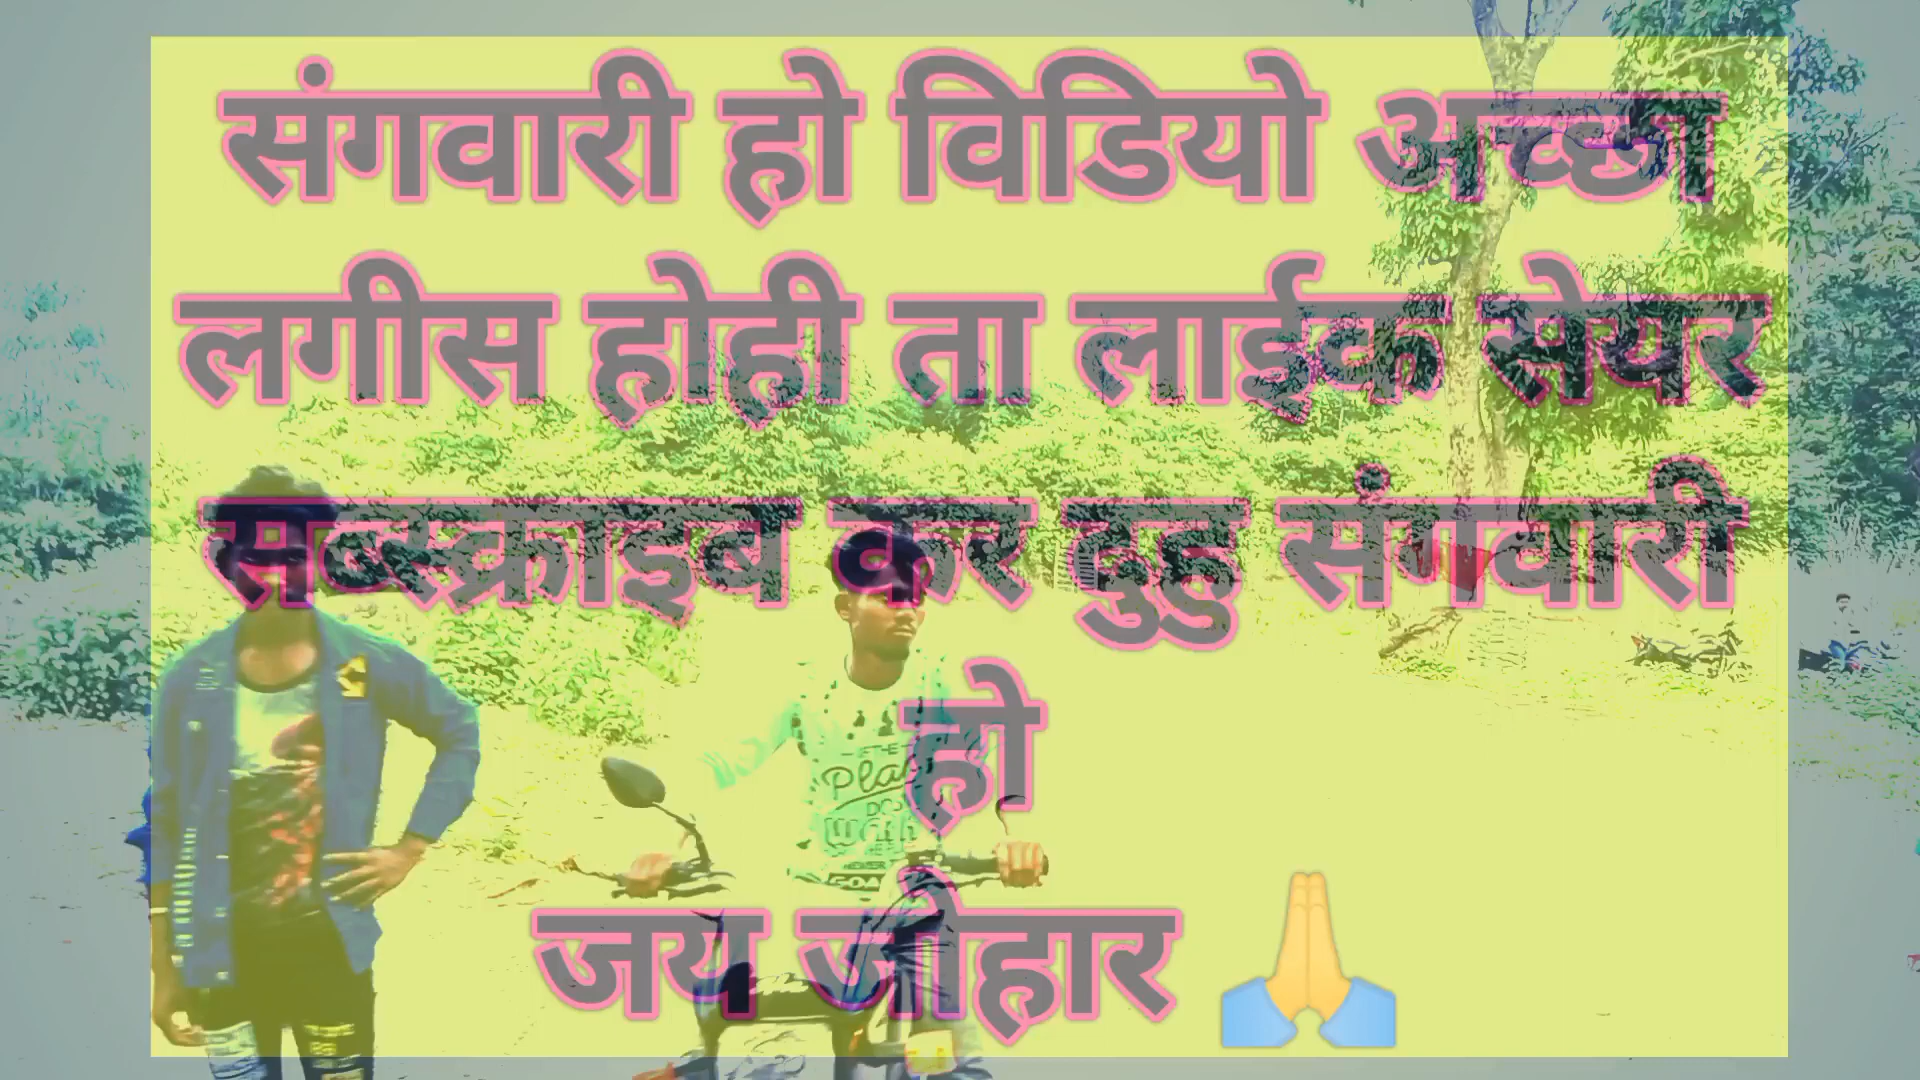 संगवारी हो विडियो अच्छा
लगीस होही ता लाईक सेयर
सब्स्क्राइब कर दुहु संगवारी
हो
जय जोहार 🙏